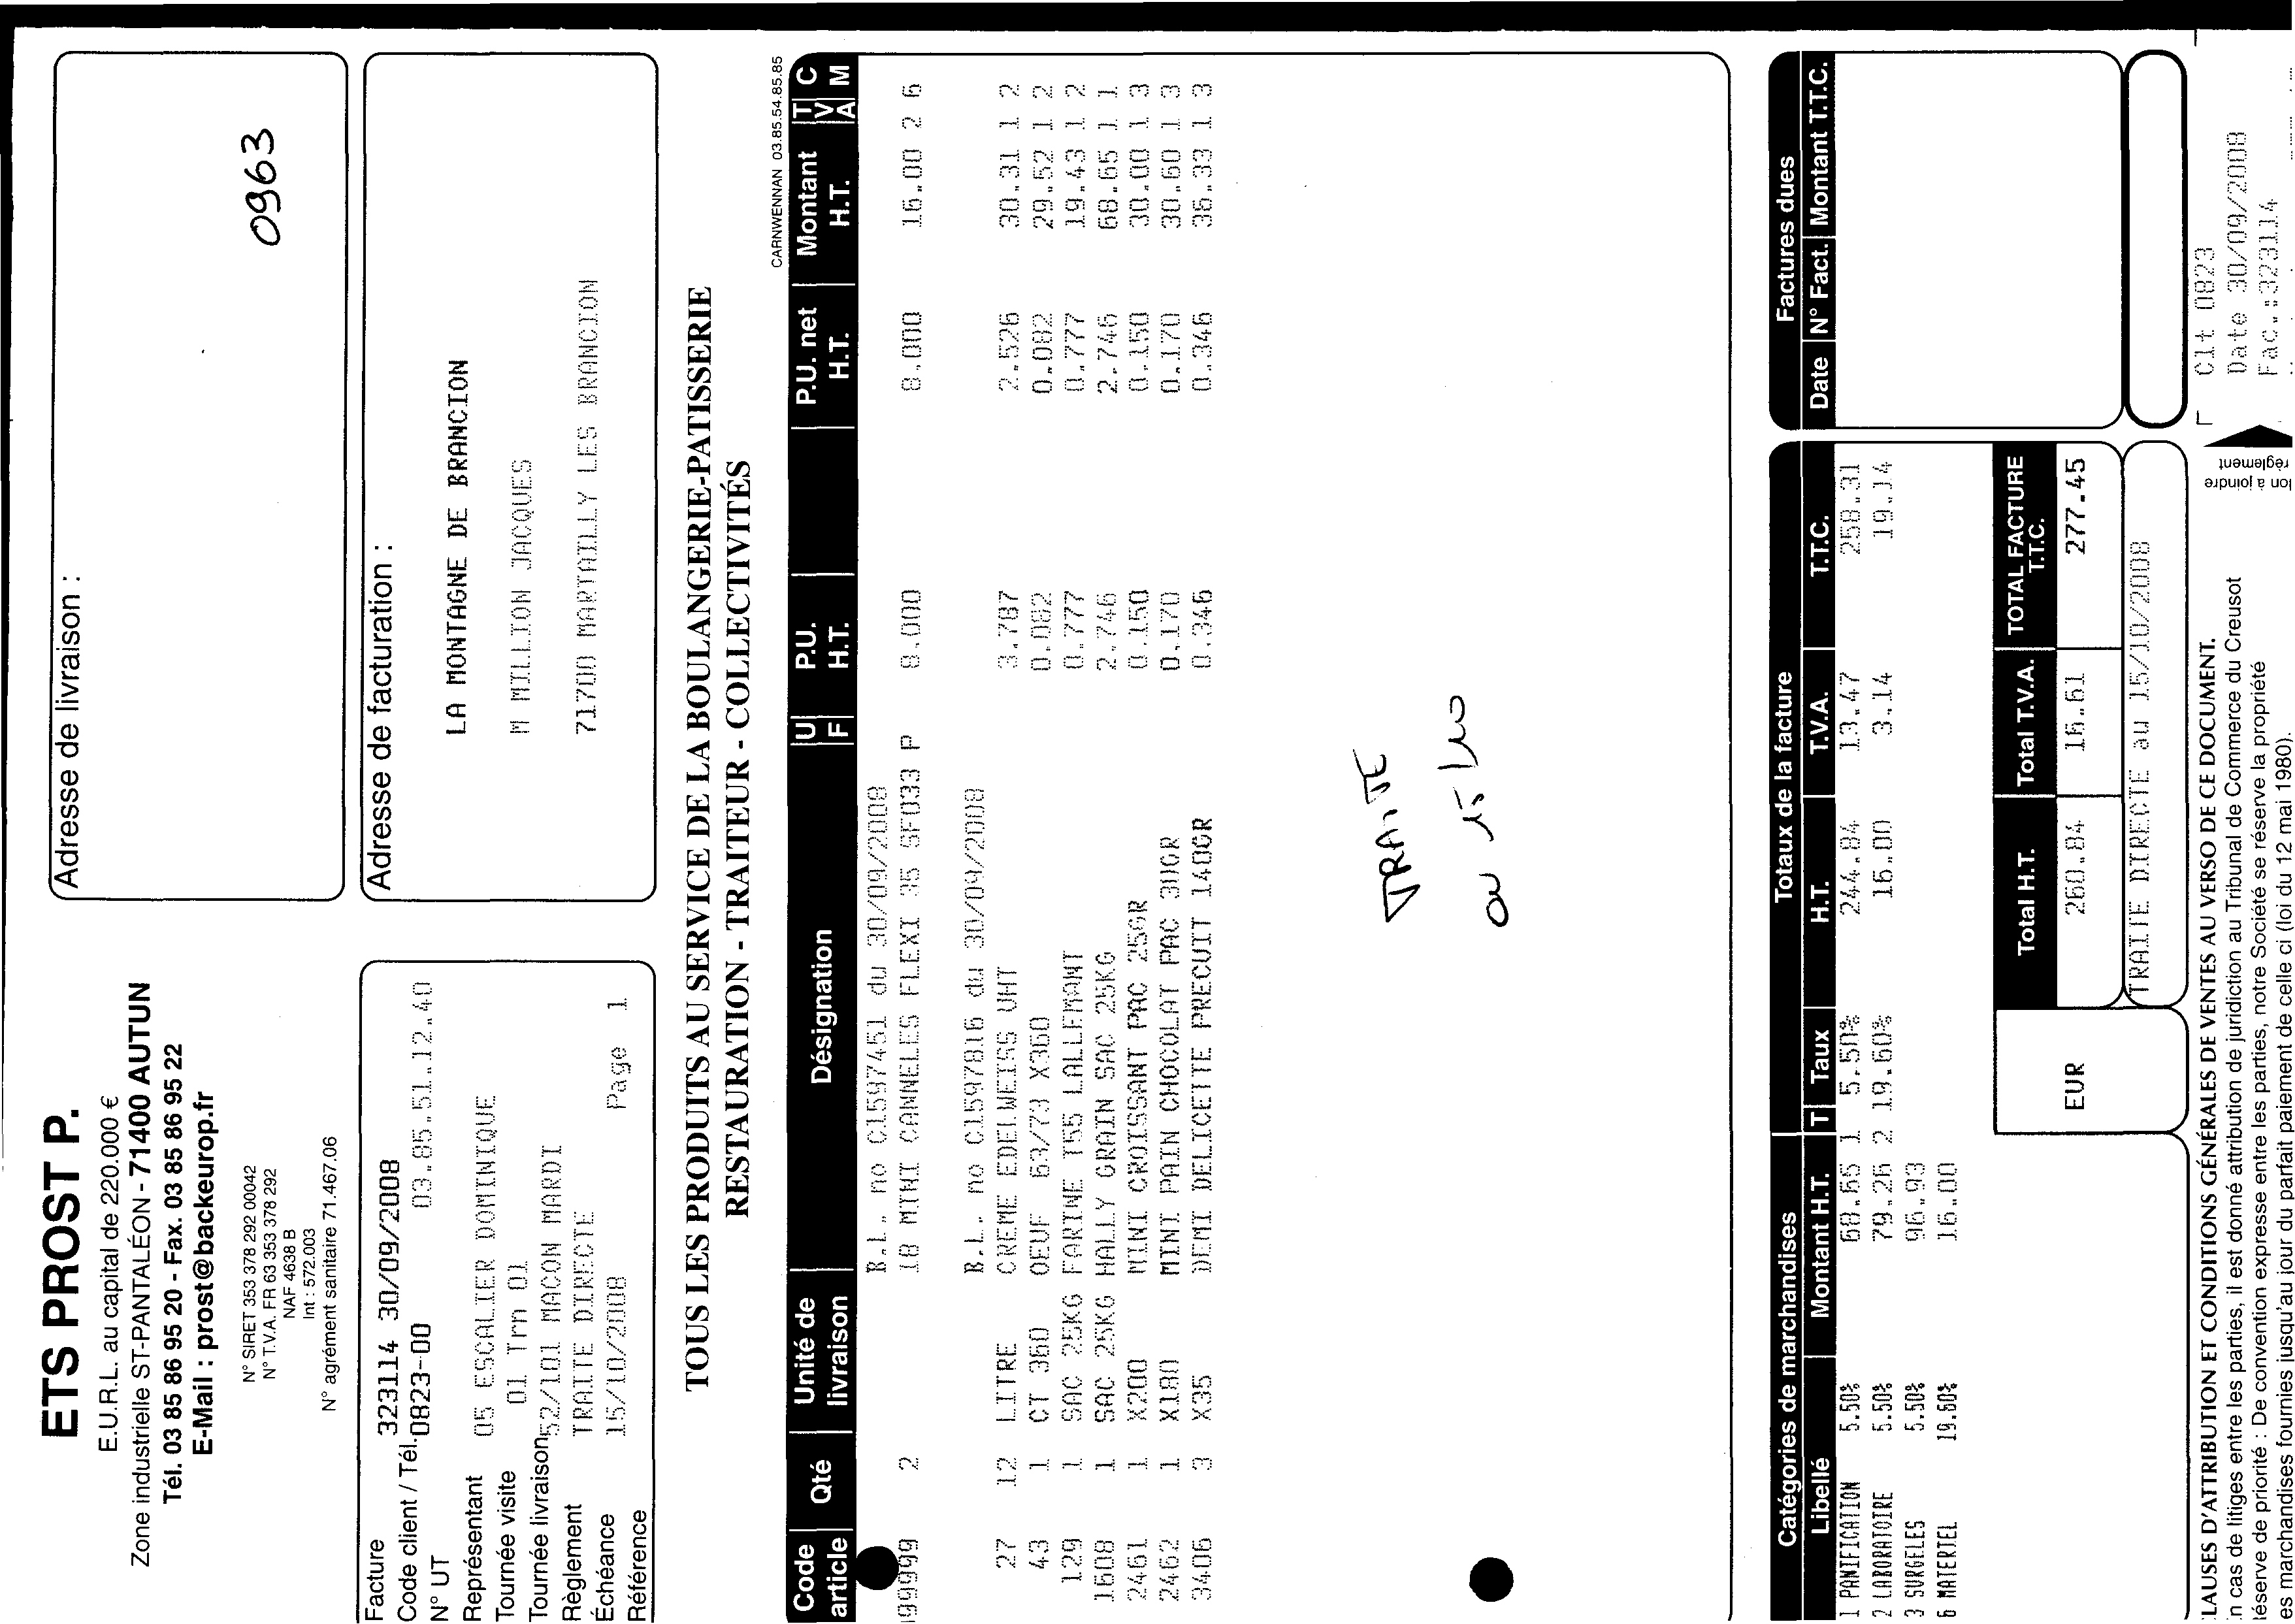 ETS PROST P.
E.U.R.L. au capital de 220.000 €
Zone industrielle ST-PANTALÉON - 71400 AUTUN
Tél. 03 85 86 95 20 - Fax. 03 85 86 95 22
E-Mail : prost@backeurop.fr
N° SIRET 353 378 292 00042
N° T.V.A. FR 63 353 378 292
NAF 4638 B
Int : 572.003
N° agrément sanitaire 71.467.06
Adresse de livraison :
0963
Facture 323114 30/09/2008
Code client / Tél. 0823-00 03.85.51.12.40
N° UT
Représentant 05 ESCALIER DOMINIQUE
Tournée visite 01 Trn 01
Tournée livraison 52/101 MACON MARDI
Règlement TRAITE DIRECTE
Échéance 15/10/2008
Référence Page 1
Adresse de facturation :
LA MONTAGNE DE BRANCION
M MILLION JACQUES
71700 MARTAILLY LES BRANCION
TOUS LES PRODUITS AU SERVICE DE LA BOULANGERIE-PATISSERIE
RESTAURATION - TRAITEUR - COLLECTIVITÉS
CARNWENNAN 03.85.54.85.85
Code article Qté Unité de livraison Désignation UF P.U. H.T. P.U. net H.T. Montant H.T. TVA CM
B.L. no C1597451 du 30/09/2008
99999 2 18 MINI CANNELES FLEXI 35 SF033 P 8.000 8.000 16.00 2 6
B.L. no C1597816 du 30/09/2008
27 12 LITRE CREME EDELWEISS UHT 3.787 2.526 30.31 1 2
43 1 CT 360 OEUF 63/73 X360 0.082 0.082 29.52 1 2
129 1 SAC 25KG FARINE T55 LALLEMANT 0.777 0.777 19.43 1 2
1608 1 SAC 25KG HALLY GRAIN SAC 25KG 2.746 2.746 68.65 1 1
2461 1 X200 MINI CROISSANT PAC 25GR 0.150 0.150 30.00 1 3
2462 1 X180 MINI PAIN CHOCOLAT PAC 30GR 0.170 0.170 30.60 1 3
3406 3 X35 DEMI DELICETTE PRECUIT 140GR 0.346 0.346 36.33 1 3
TRAITE
au 15/10
Catégories de marchandises Totaux de la facture Factures dues
Libellé Montant H.T. T Taux H.T. T.V.A. T.T.C. Date N° Fact. Montant T.T.C.
1 PANIFICATION 5.50% 68.65 1 5.50% 244.84 13.47 258.31
2 LABORATOIRE 5.50% 79.26 2 19.60% 16.00 3.14 19.14
3 SURGELES 5.50% 96.93
6 MATERIEL 19.60% 16.00
Total H.T. Total T.V.A. TOTAL FACTURE T.T.C.
EUR 260.84 16.61 277.45
TRAITE DIRECTE au 15/10/2008
LAUSES D'ATTRIBUTION ET CONDITIONS GÉNÉRALES DE VENTES AU VERSO DE CE DOCUMENT.
n cas de litiges entre les parties, il est donné attribution de juridiction au Tribunal de Commerce du Creusot
éserve de priorité : De convention expresse entre les parties, notre Société se réserve la propriété
es marchandises fournies jusqu'au jour du parfait paiement de celle ci (loi du 12 mai 1980).
on à joindre
règlement
Clt 0823
Date 30/09/2008
Fac.:323114